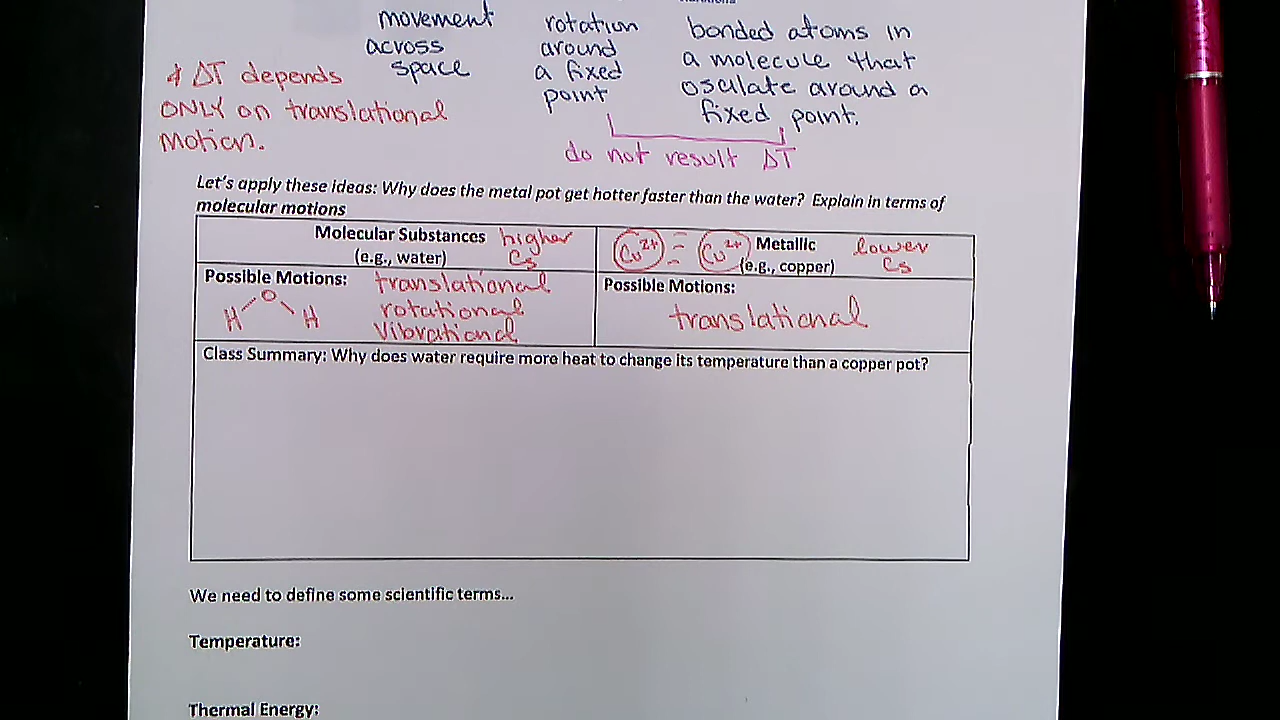 movement rotation bonded atoms in
across around a molecule that
space a fixed osculate around a
point fixed point.
* ΔT depends
ONLY on translational
Motion.
do not result ΔT
Let's apply these ideas: Why does the metal pot get hotter faster than the water? Explain in terms of
molecular motions
Molecular Substances higher
(e.g., water) Cs
Cu²⁺ Cu²⁺ Metallic lower
(e.g., copper) Cs
Possible Motions: translational
rotational
Vibrational
H O H
Possible Motions:
translational
Class Summary: Why does water require more heat to change its temperature than a copper pot?
We need to define some scientific terms...
Temperature:
Thermal Energy: